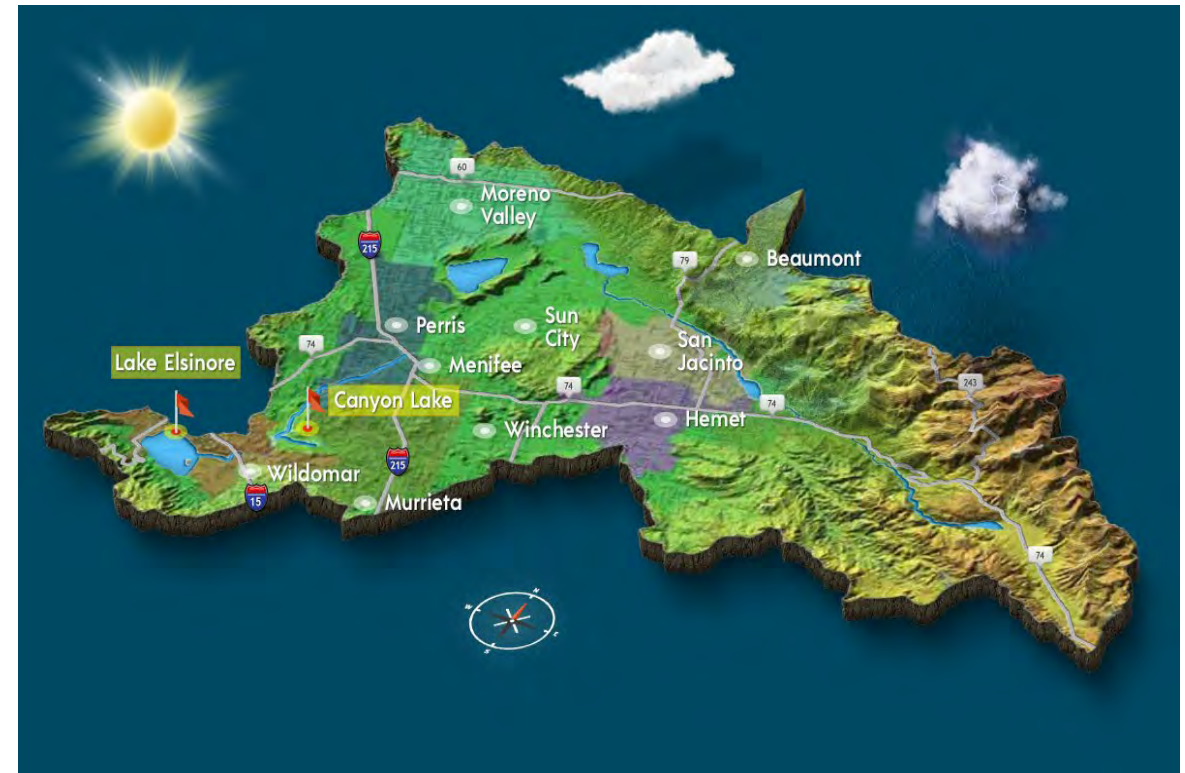 60
Moreno
Valley
215
79
Beaumont
Perris
Sun
City
74
San
Jacinto
Lake Elsinore
Menifee
74
243
Canyon Lake
74
Hemet
Winchester
215
Wildomar
15
Murrieta
74
N
W
E
S